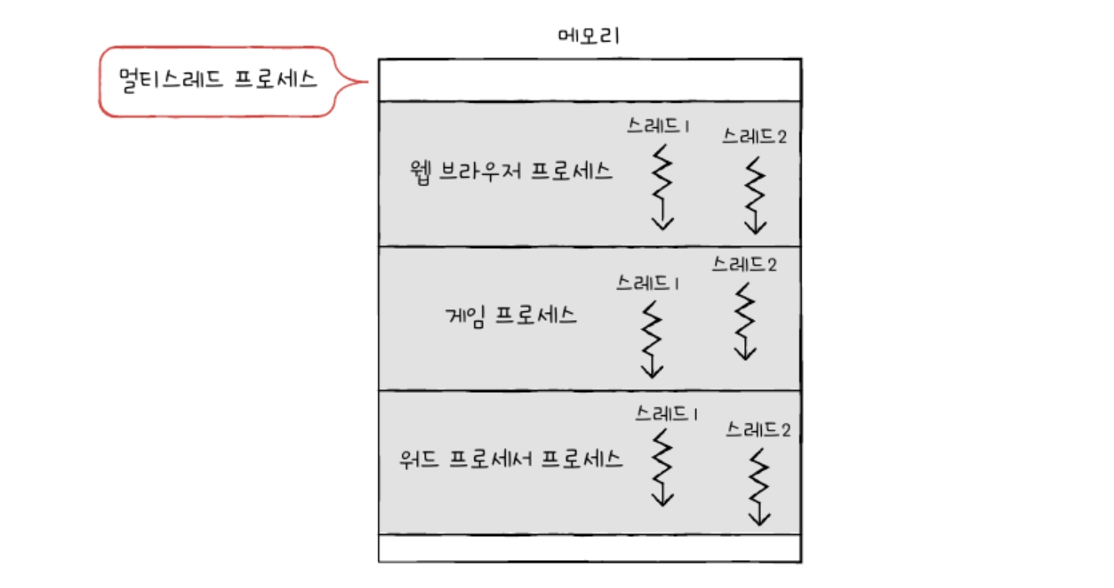 메모리
멀티스레드 프로세스
스레드1
스레드2
웹 브라우저 프로세스
스레드2
스레드1
게임 프로세스
스레드1
스레드2
워드 프로세서 프로세스